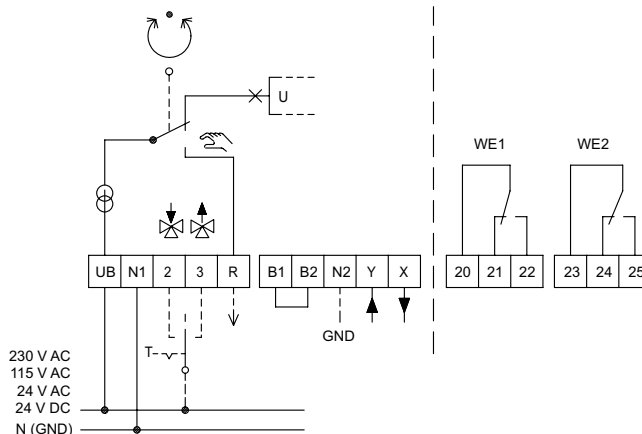 U
WE1 WE2
UB N1 2 3 R B1 B2 N2 Y X 20 21 22 23 24 25
GND
T
230 V AC
115 V AC
24 V AC
24 V DC
N (GND)